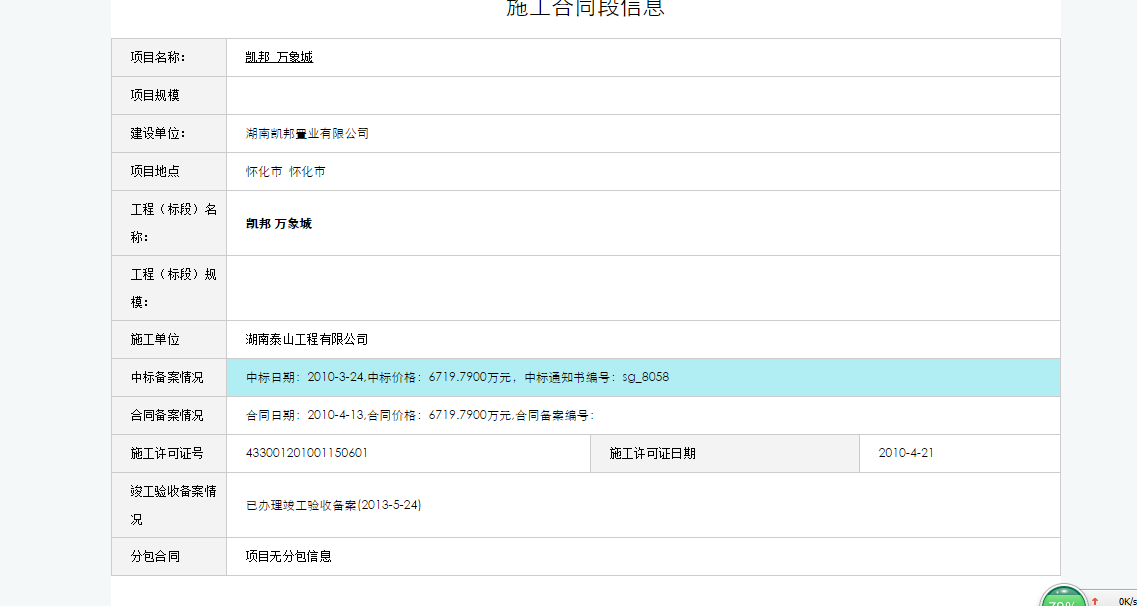 施工合同段信息
项目名称： 凯邦 万象城
项目规模
建设单位： 湖南凯邦置业有限公司
项目地点 怀化市 怀化市
工程（标段）名
称： 凯邦 万象城
工程（标段）规
模：
施工单位 湖南泰山工程有限公司
中标备案情况 中标日期：2010-3-24,中标价格：6719.7900万元，中标通知书编号：sg_8058
合同备案情况 合同日期：2010-4-13,合同价格：6719.7900万元,合同备案编号：
施工许可证号 433001201001150601 施工许可证日期 2010-4-21
竣工验收备案情
况 已办理竣工验收备案(2013-5-24)
分包合同 项目无分包信息
0K/s